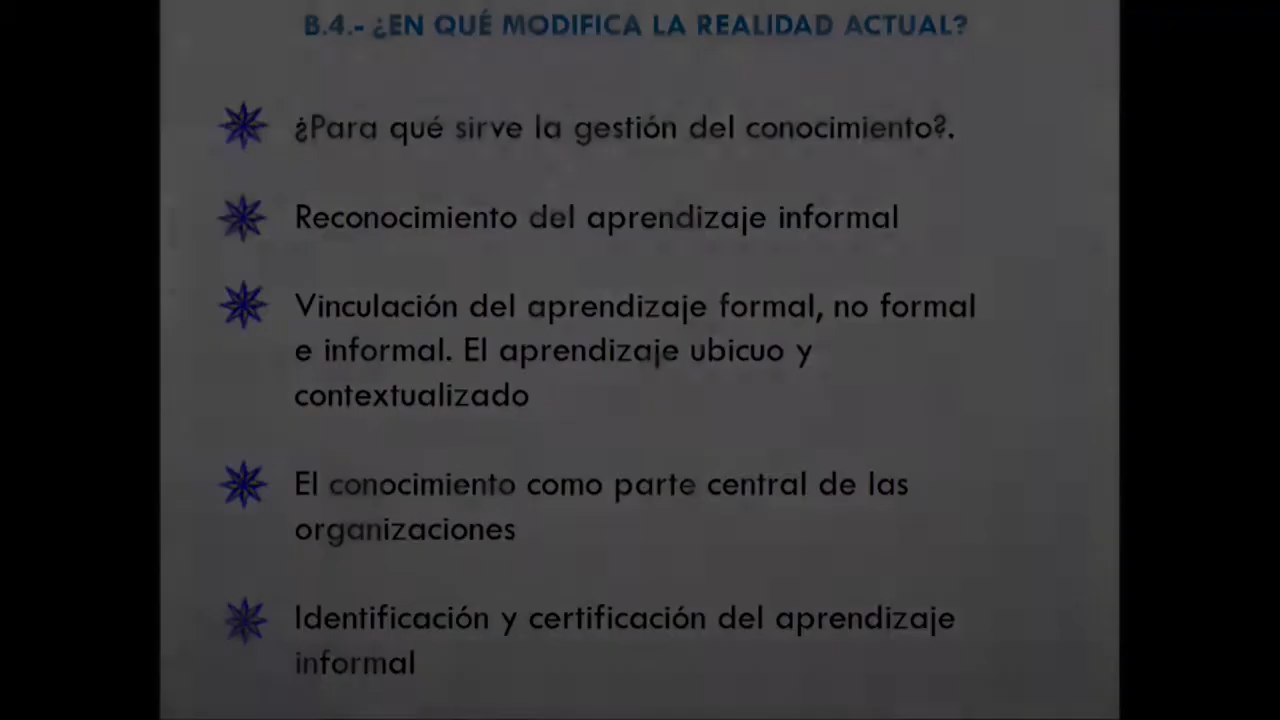 B.4.- ¿EN QUÉ MODIFICA LA REALIDAD ACTUAL?
¿Para qué sirve la gestión del conocimiento?.
Reconocimiento del aprendizaje informal
Vinculación del aprendizaje formal, no formal
e informal. El aprendizaje ubicuo y
contextualizado
El conocimiento como parte central de las
organizaciones
Identificación y certificación del aprendizaje
informal